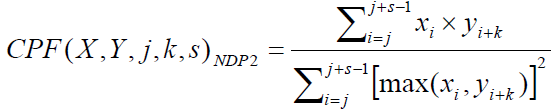 CPF(X,Y,j,k,s)_{NDP2} = \frac{\sum_{i=j}^{j+s-1} x_i \times y_{i+k}}{\sum_{i=j}^{j+s-1} [\max(x_i, y_{i+k})]^2}